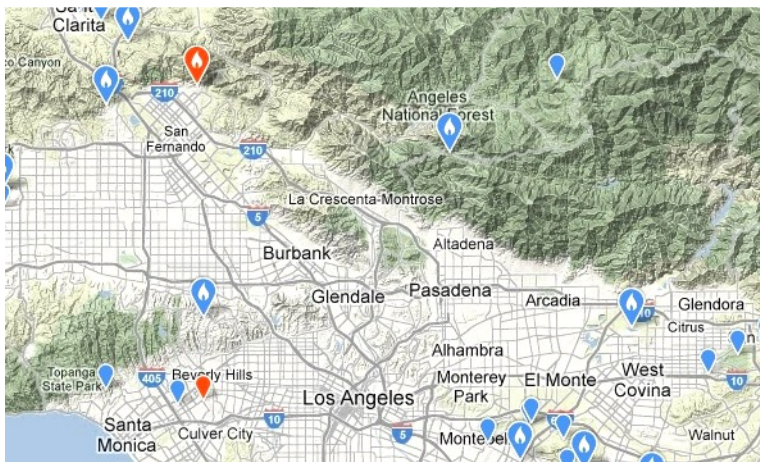 Clarita
Canyon
210
Angeles
National Forest
San
Fernando
210
La Crescenta-Montrose
5
Altadena
Burbank
Glendale
Pasadena
Arcadia
Glendora
10
Citrus
Alhambra
Topanga
State Park
Beverly Hills
405
Monterey
Park
El Monte
West
Covina
10
Los Angeles
Santa
Monica
Culver City
10
5
Walnut